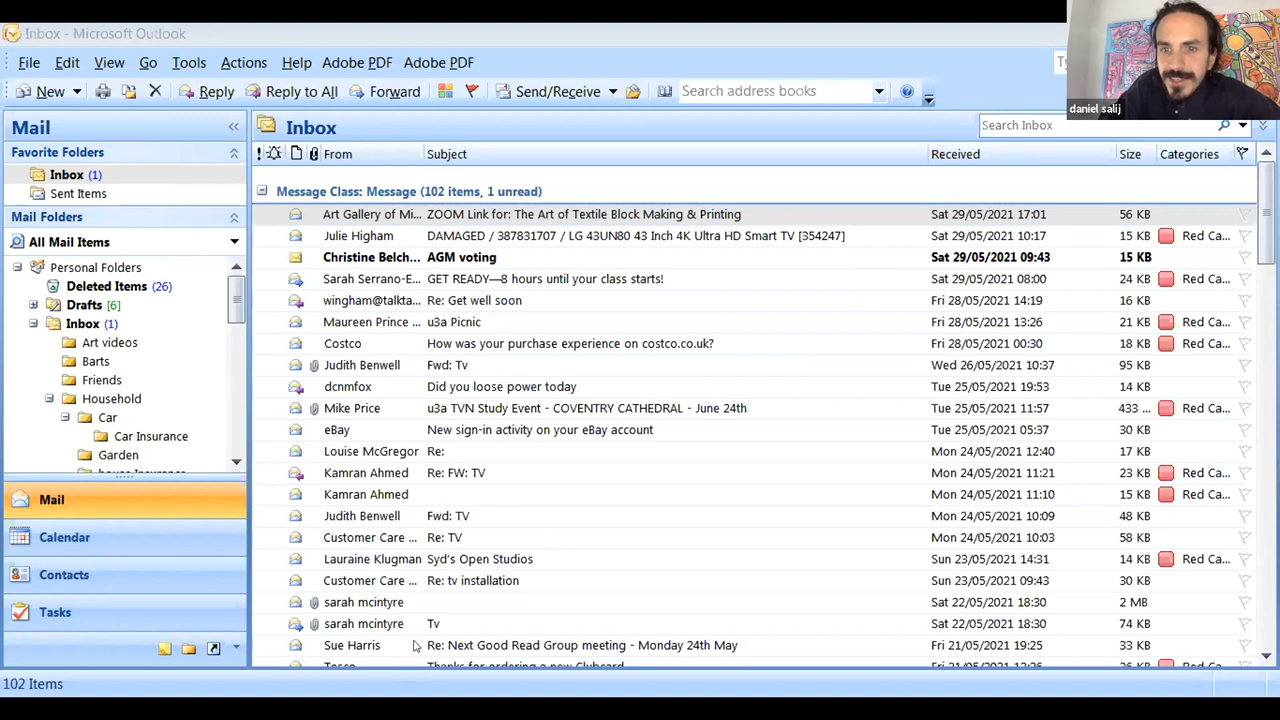 Inbox - Microsoft Outlook
daniel salij
File Edit View Go Tools Actions Help Adobe PDF Adobe PDF Ty
New Reply Reply to All Forward Send/Receive Search address books
Mail Inbox Search Inbox
Favorite Folders
Inbox (1)
Sent Items
Mail Folders
All Mail Items
Personal Folders
Deleted Items (26)
Drafts [6]
Inbox (1)
Art videos
Barts
Friends
Household
Car
Car Insurance
Garden
house Insurance
Mail
Calendar
Contacts
Tasks
From Subject Received Size Categories
Message Class: Message (102 items, 1 unread)
Art Gallery of Mi... ZOOM Link for: The Art of Textile Block Making & Printing Sat 29/05/2021 17:01 56 KB
Julie Higham DAMAGED / 387831707 / LG 43UN80 43 Inch 4K Ultra HD Smart TV [354247] Sat 29/05/2021 10:17 15 KB Red Ca...
Christine Belch... AGM voting Sat 29/05/2021 09:43 15 KB
Sarah Serrano-E... GET READY—8 hours until your class starts! Sat 29/05/2021 08:00 24 KB Red Ca...
wingham@talkta... Re: Get well soon Fri 28/05/2021 14:19 16 KB
Maureen Prince ... u3a Picnic Fri 28/05/2021 13:26 21 KB Red Ca...
Costco How was your purchase experience on costco.co.uk? Fri 28/05/2021 00:30 18 KB Red Ca...
Judith Benwell Fwd: Tv Wed 26/05/2021 10:37 95 KB
dcnmfox Did you loose power today Tue 25/05/2021 19:53 14 KB
Mike Price u3a TVN Study Event - COVENTRY CATHEDRAL - June 24th Tue 25/05/2021 11:57 433 ... Red Ca...
eBay New sign-in activity on your eBay account Tue 25/05/2021 05:37 30 KB
Louise McGregor Re: Mon 24/05/2021 12:40 17 KB
Kamran Ahmed Re: FW: TV Mon 24/05/2021 11:21 23 KB Red Ca...
Kamran Ahmed Mon 24/05/2021 11:10 15 KB Red Ca...
Judith Benwell Fwd: TV Mon 24/05/2021 10:09 48 KB
Customer Care ... Re: TV Mon 24/05/2021 10:03 58 KB
Lauraine Klugman Syd's Open Studios Sun 23/05/2021 14:31 14 KB Red Ca...
Customer Care ... Re: tv installation Sun 23/05/2021 09:43 30 KB
sarah mcintyre Sat 22/05/2021 18:30 2 MB
sarah mcintyre Tv Sat 22/05/2021 18:30 74 KB
Sue Harris Re: Next Good Read Group meeting - Monday 24th May Fri 21/05/2021 19:25 33 KB
Tesco Thanks for ordering a new Clubcard Fri 21/05/2021 12:26 26 KB Red Ca...
102 Items